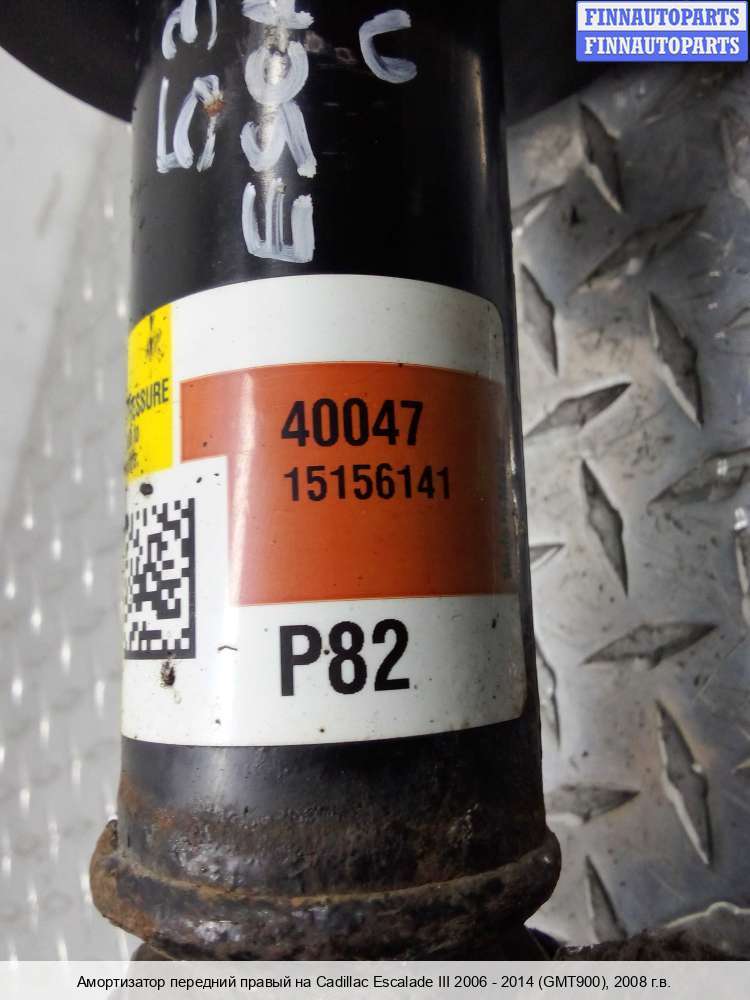 FINNAUTOPARTS
FINNAUTOPARTS
40047
15156141
P82
Амортизатор передний правый на Cadillac Escalade III 2006 - 2014 (GMT900), 2008 г.в.